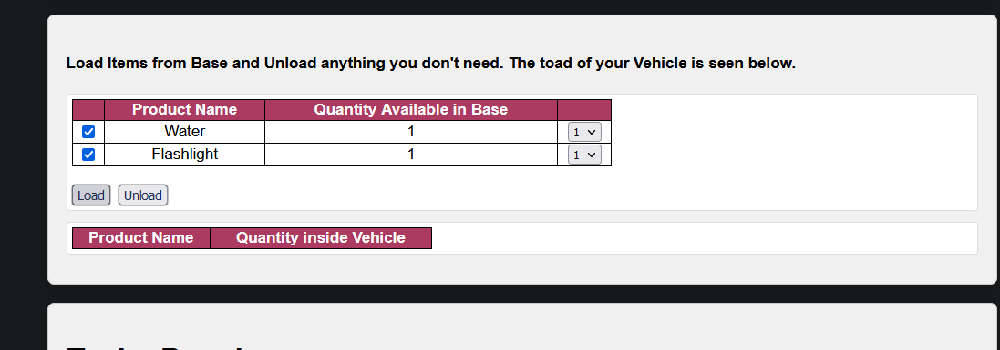 Load Items from Base and Unload anything you don't need. The toad of your Vehicle is seen below.
Product Name Quantity Available in Base
Water 1 1
Flashlight 1 1
Load Unload
Product Name Quantity inside Vehicle